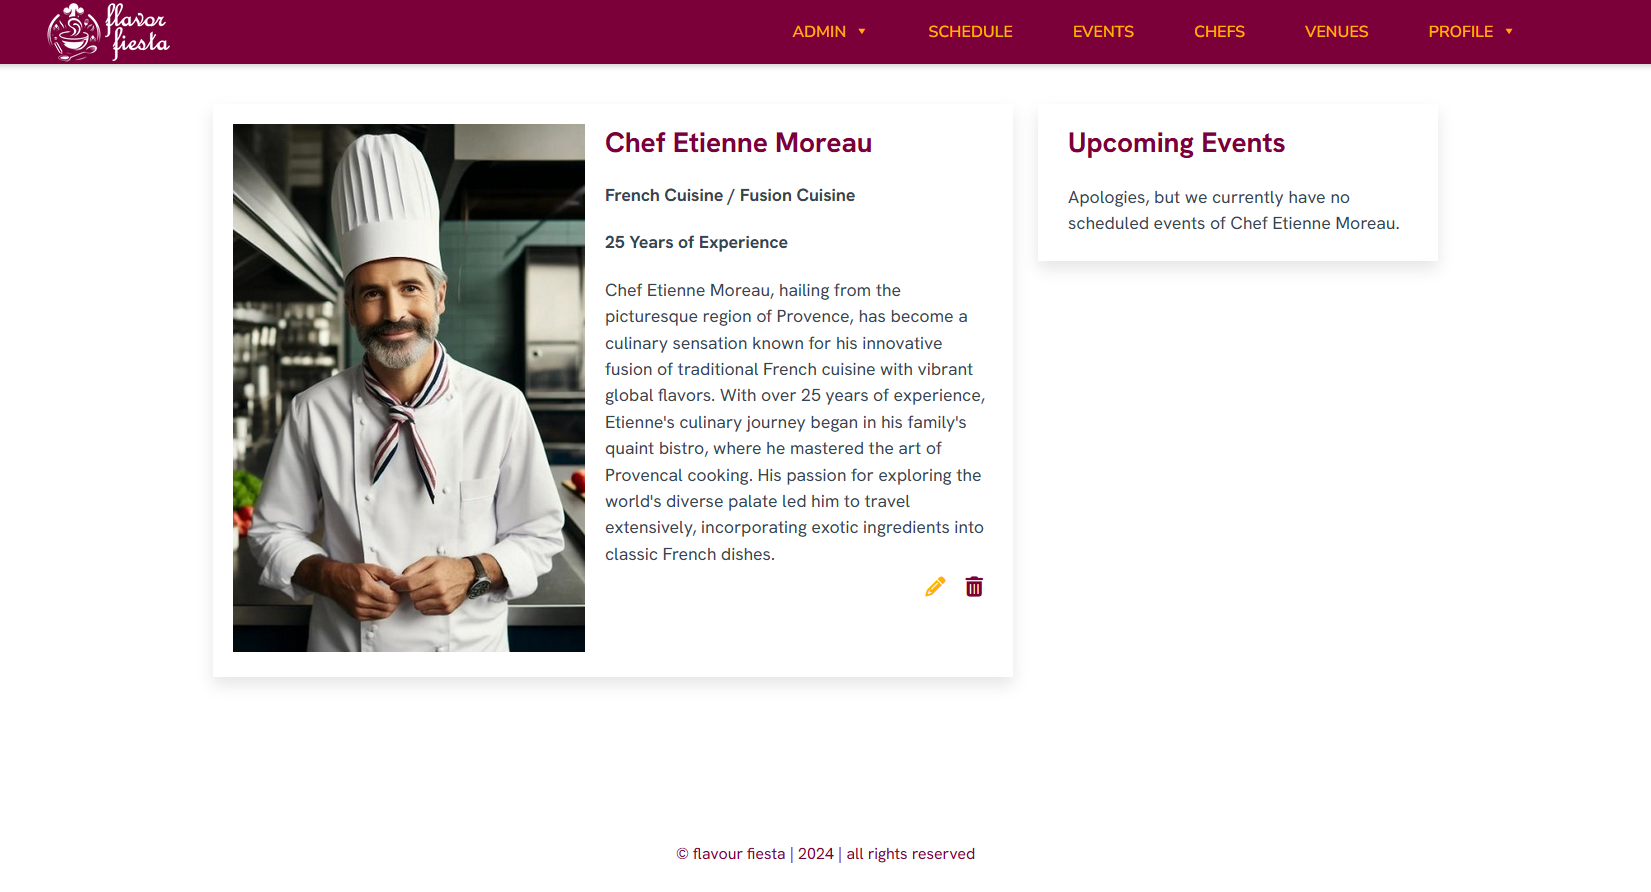 flavor
fiesta
ADMIN
SCHEDULE
EVENTS
CHEFS
VENUES
PROFILE
Chef Etienne Moreau
French Cuisine / Fusion Cuisine
25 Years of Experience
Chef Etienne Moreau, hailing from the
picturesque region of Provence, has become a
culinary sensation known for his innovative
fusion of traditional French cuisine with vibrant
global flavors. With over 25 years of experience,
Etienne's culinary journey began in his family's
quaint bistro, where he mastered the art of
Provencal cooking. His passion for exploring the
world's diverse palate led him to travel
extensively, incorporating exotic ingredients into
classic French dishes.
Upcoming Events
Apologies, but we currently have no
scheduled events of Chef Etienne Moreau.
© flavour fiesta | 2024 | all rights reserved